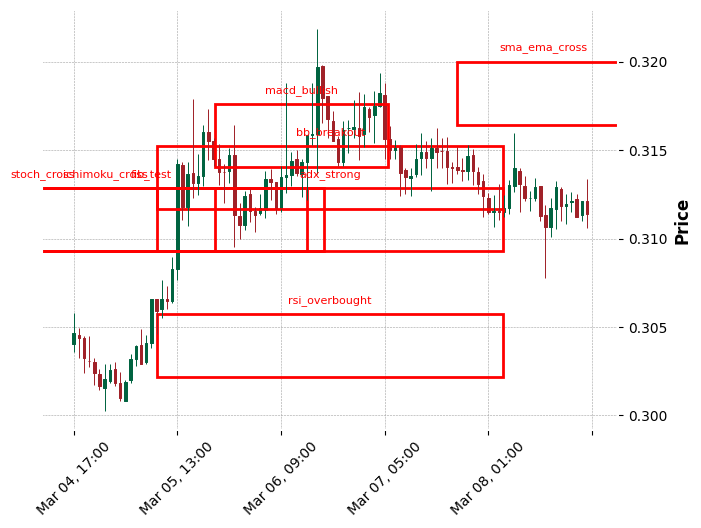 sma_ema_cross
0.320
macd_bullish
bb_breakout
0.315
stoch_cross
ichimoku_cross
fib_test
adx_strong
0.310
Price
rsi_overbought
0.305
0.300
Mar 04, 17:00
Mar 05, 13:00
Mar 06, 09:00
Mar 07, 05:00
Mar 08, 01:00